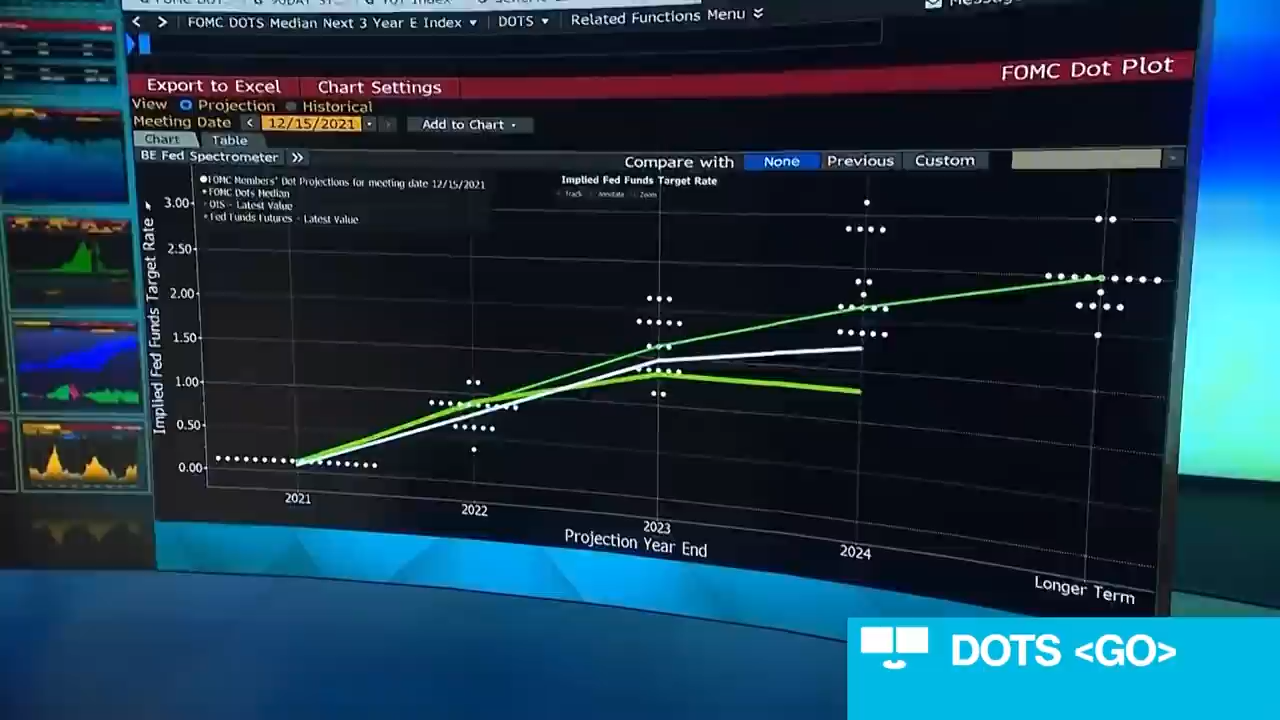 FOMC DOTS Median Next 3 Year E Index
DOTS
Related Functions Menu
Export to Excel
Chart Settings
FOMC Dot Plot
View
Projection
Historical
Meeting Date
12/15/2021
Add to Chart
Chart
Table
BE Fed Spectrometer
Compare with
None
Previous
Custom
FOMC Members' Dot Projections for meeting date 12/15/2021
FOMC Dots Median
OIS - Latest Value
Fed Funds Futures - Latest Value
Implied Fed Funds Target Rate
Track
Annotate
Zoom
Implied Fed Funds Target Rate
3.00
2.50
2.00
1.50
1.00
0.50
0.00
2021
2022
2023
2024
Longer Term
Projection Year End
DOTS <GO>